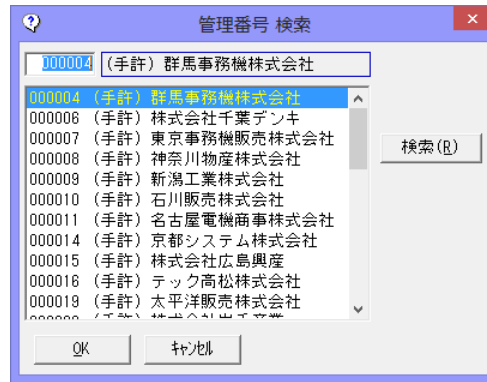 管理番号 検索
000004 (手許) 群馬事務機株式会社
000004 (手許) 群馬事務機株式会社
000006 (手許) 株式会社千葉デンキ
000007 (手許) 東京事務機販売株式会社
000008 (手許) 神奈川物産株式会社
000009 (手許) 新潟工業株式会社
000010 (手許) 石川販売株式会社
000011 (手許) 名古屋電機商事株式会社
000014 (手許) 京都システム株式会社
000015 (手許) 株式会社広島興産
000016 (手許) テック高松株式会社
000019 (手許) 太平洋販売株式会社
検索(R)
OK
キャンセル